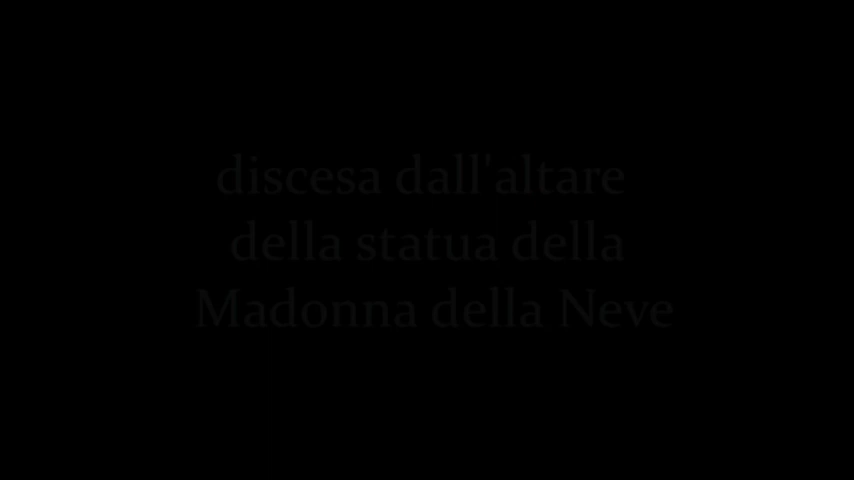 discesa dall'altare
della statua della
Madonna della Neve